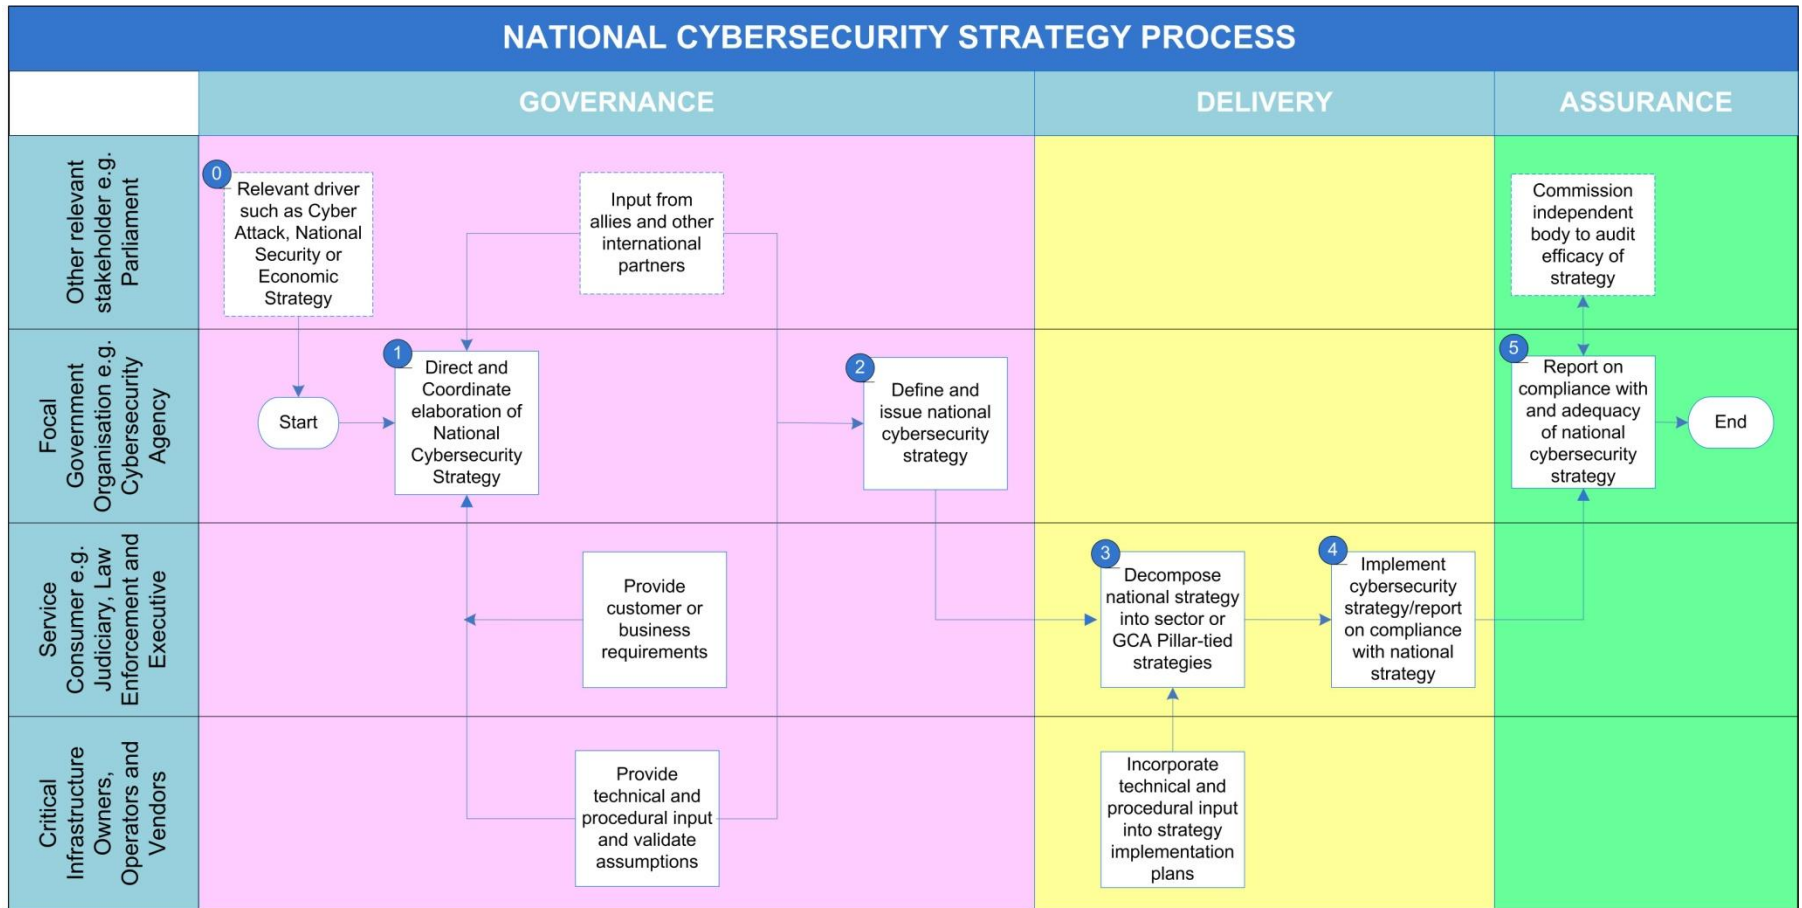 NATIONAL CYBERSECURITY STRATEGY PROCESS
GOVERNANCE
DELIVERY
ASSURANCE
Other relevant
stakeholder e.g.
Parliament
0
Relevant driver
such as Cyber
Attack, National
Security or
Economic
Strategy
Input from
allies and other
international
partners
Commission
independent
body to audit
efficacy of
strategy
Focal
Government
Organisation e.g.
Cybersecurity
Agency
Start
1
Direct and
Coordinate
elaboration of
National
Cybersecurity
Strategy
2
Define and
issue national
cybersecurity
strategy
5
Report on
compliance with
and adequacy
of national
cybersecurity
strategy
End
Service
Consumer e.g.
Judiciary, Law
Enforcement and
Executive
Provide
customer or
business
requirements
3
Decompose
national strategy
into sector or
GCA Pillar-tied
strategies
4
Implement
cybersecurity
strategy/report
on compliance
with national
strategy
Critical
Infrastructure
Owners,
Operators and
Vendors
Provide
technical and
procedural input
and validate
assumptions
Incorporate
technical and
procedural input
into strategy
implementation
plans